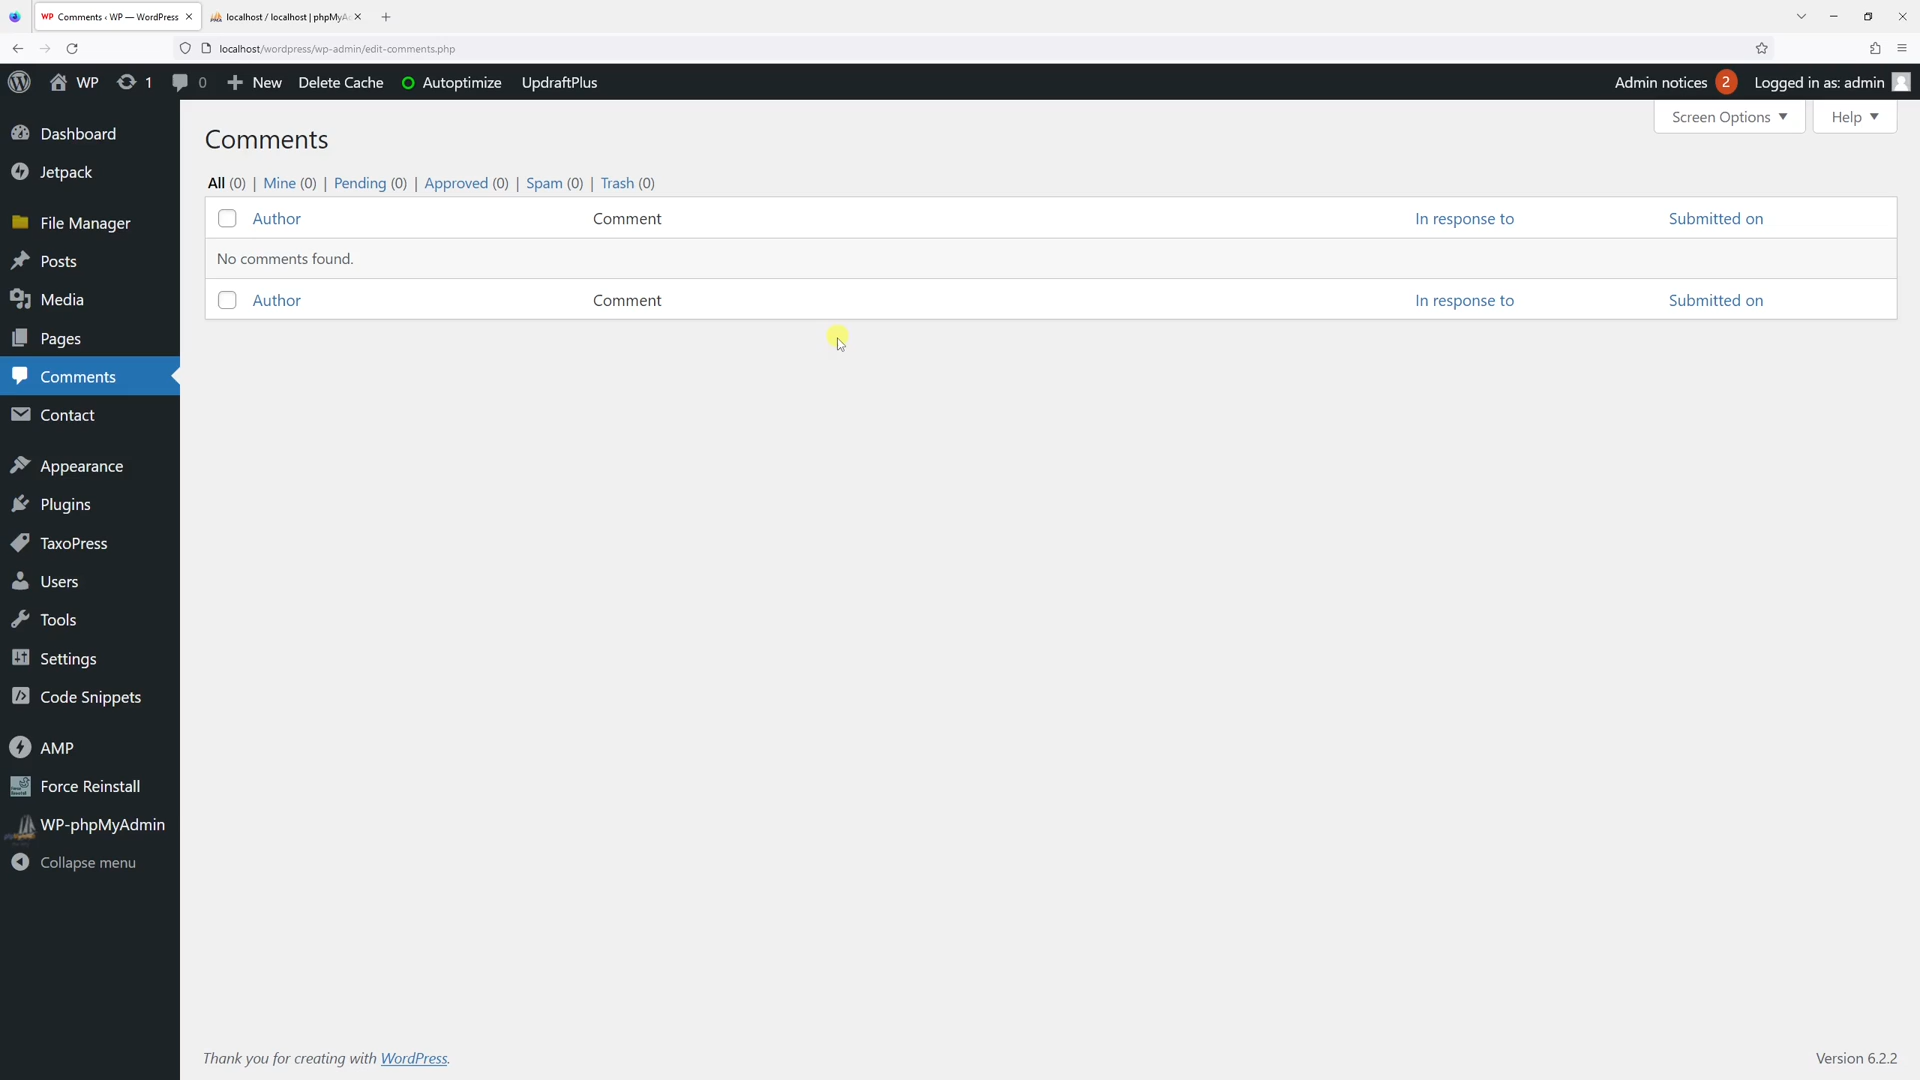 WP Comments ‹ WP — WordPress
localhost / localhost | phpMyA
localhost/wordpress/wp-admin/edit-comments.php
WP 1 0 New Delete Cache Autoptimize UpdraftPlus Admin notices 2 Logged in as: admin
Screen Options Help
Dashboard
Jetpack
File Manager
Posts
Media
Pages
Comments
Contact
Appearance
Plugins
TaxoPress
Users
Tools
Settings
Code Snippets
AMP
Force Reinstall
WP-phpMyAdmin
Collapse menu
Comments
All (0) | Mine (0) | Pending (0) | Approved (0) | Spam (0) | Trash (0)
Author Comment In response to Submitted on
No comments found.
Author Comment In response to Submitted on
Thank you for creating with WordPress. Version 6.2.2